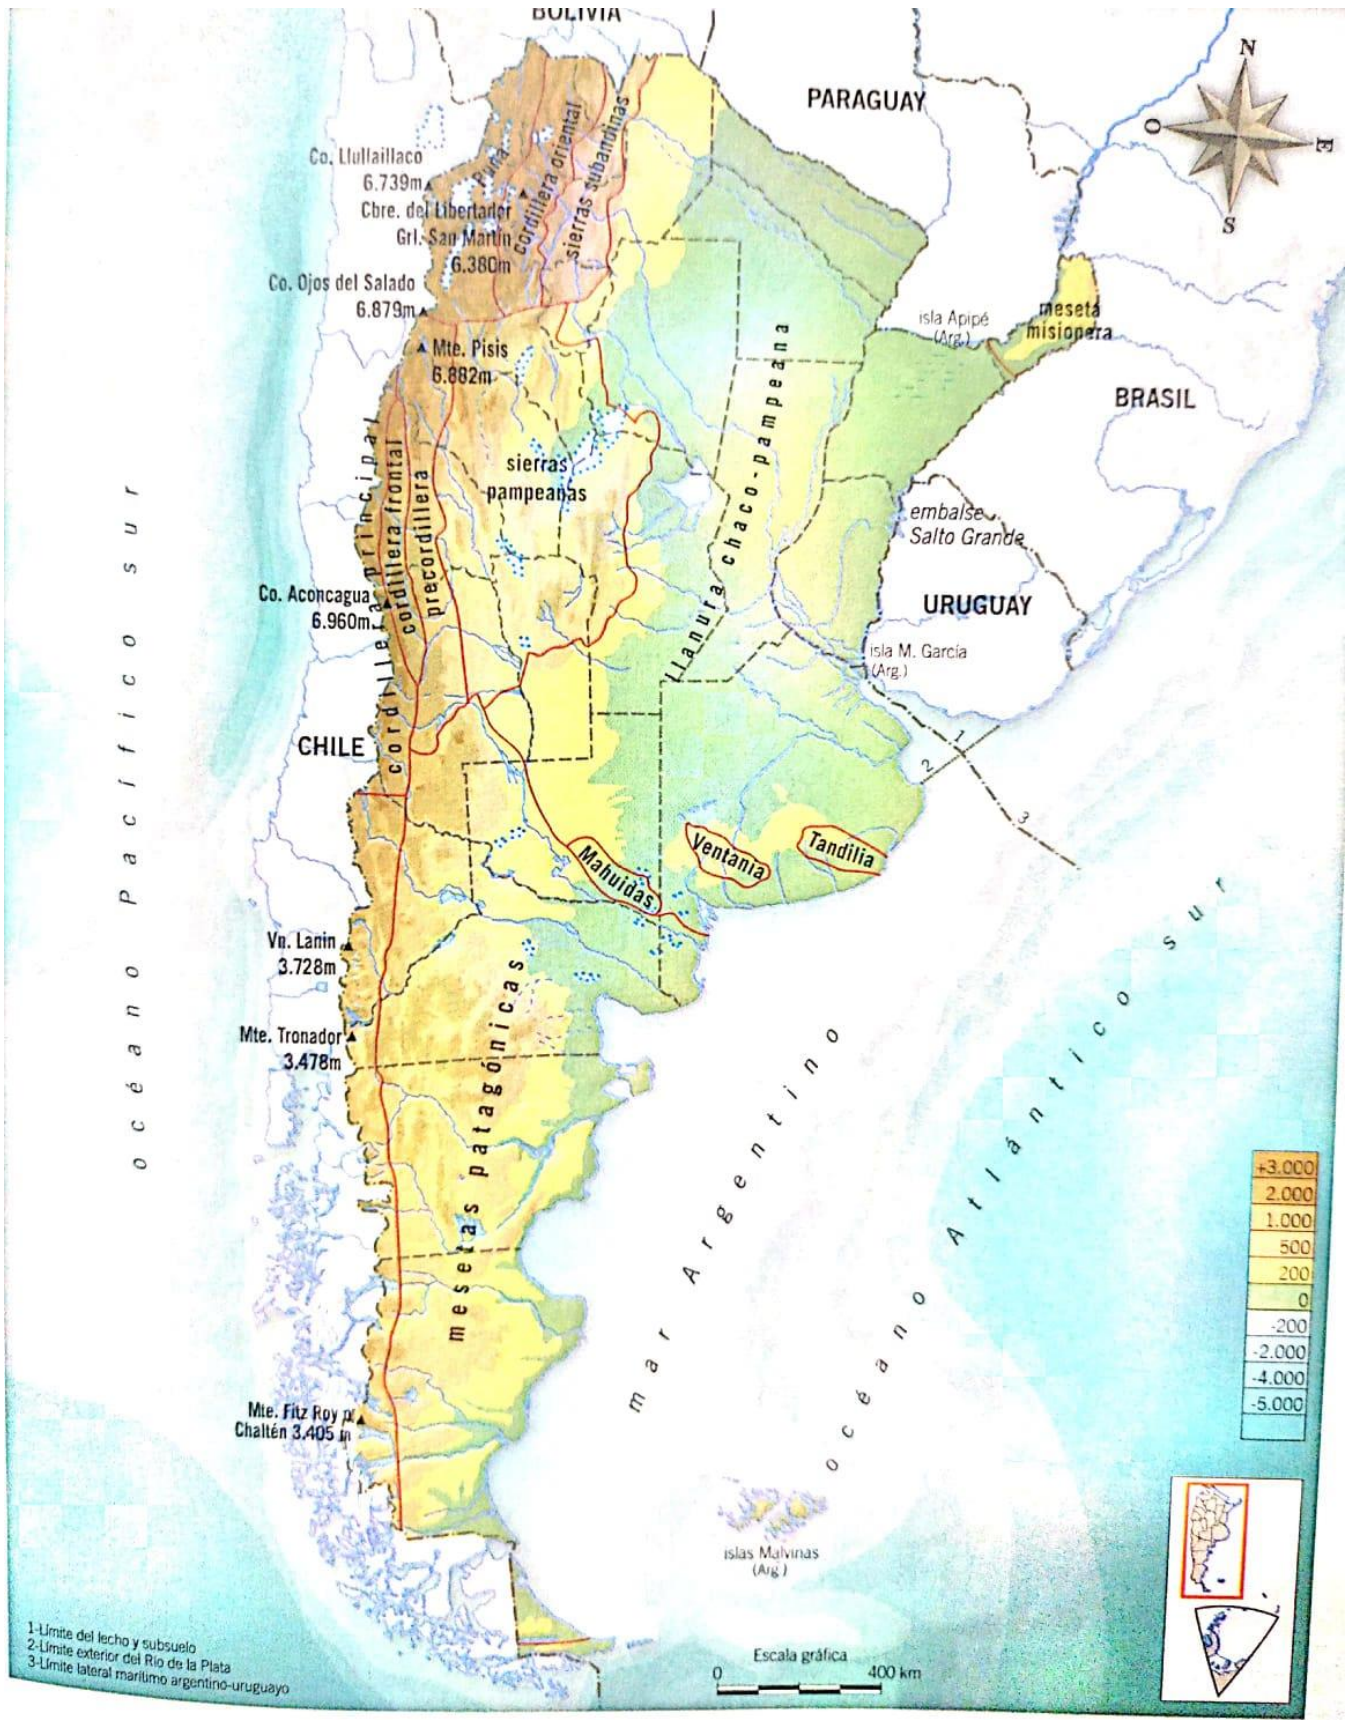 BOLIVIA
PARAGUAY
N
O
E
S
Co. Llullaillaco
6.739m
Puna
cordillera oriental
sierras subandinas
Cbre. del Libertador
Grl. San Martín
6.380m
Co. Ojos del Salado
6.879m
isla Apipé
(Arg.)
meseta
misionera
Mte. Pisis
6.882m
BRASIL
llanura chaco-pampeana
cordillera principal
cordillera frontal
precordillera
sierras
pampeanas
embalse
Salto Grande
Co. Aconcagua
6.960m
URUGUAY
isla M. García
(Arg.)
CHILE
1
2
3
océano Pacífico sur
Mahuidas
Ventania
Tandilia
Vn. Lanin
3.728m
Mte. Tronador
3.478m
mesetas patagónicas
mar Argentino
océano Atlántico sur
+3.000
2.000
1.000
500
200
0
-200
-2.000
-4.000
-5.000
Mte. Fitz Roy
Chaltén 3.405 m
islas Malvinas
(Arg.)
Escala gráfica
0 400 km
1-Límite del lecho y subsuelo
2-Límite exterior del Río de la Plata
3-Límite lateral marítimo argentino-uruguayo